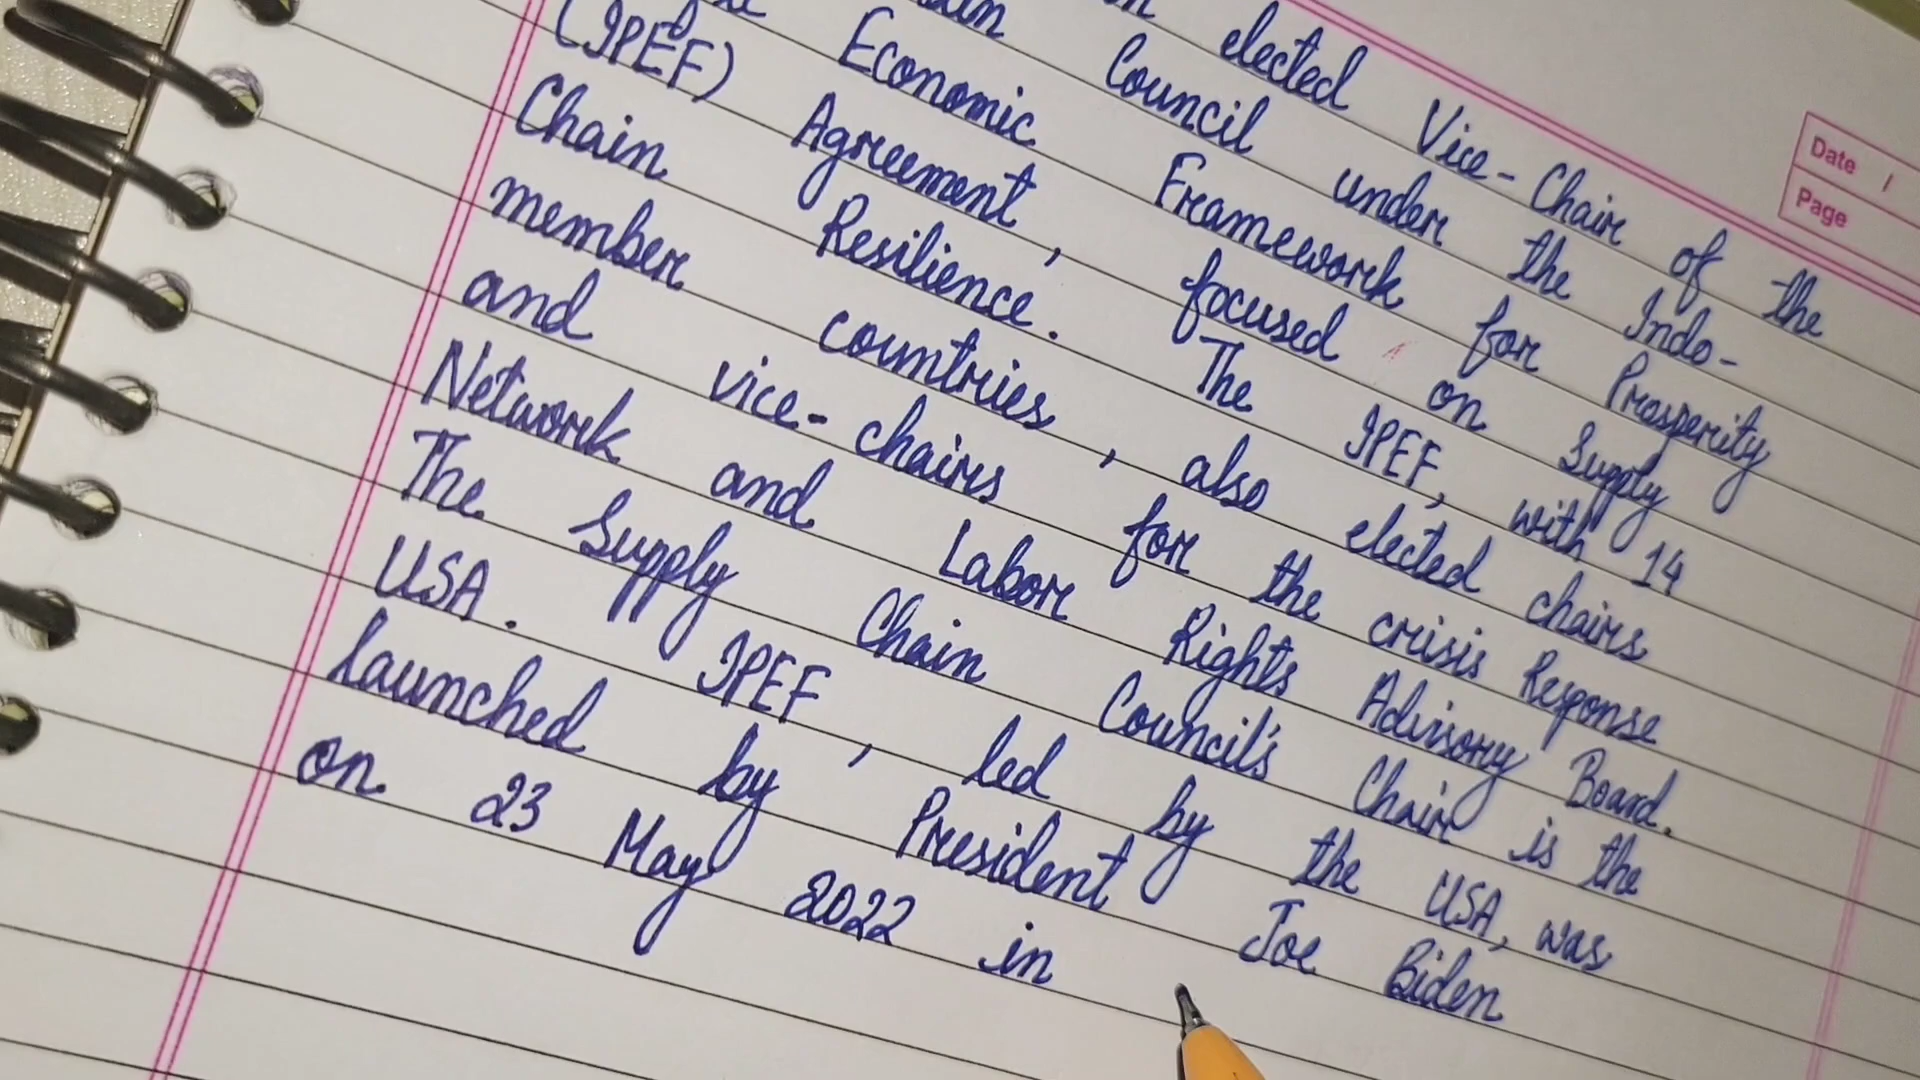 Date /
Page
elected Vice-Chair of the
Council under the Indo-
Economic Framework for Prosperity
(IPEF) Agreement, focused on Supply
Chain Resilience. The IPEF, with 14
member countries, also elected chairs
and vice-chairs for the crisis Response
Network and Labor Rights Advisory Board.
The Supply Chain Council's Chair is the
USA. IPEF, led by the USA, was
launched by President Joe Biden
on 23 May 2022 in